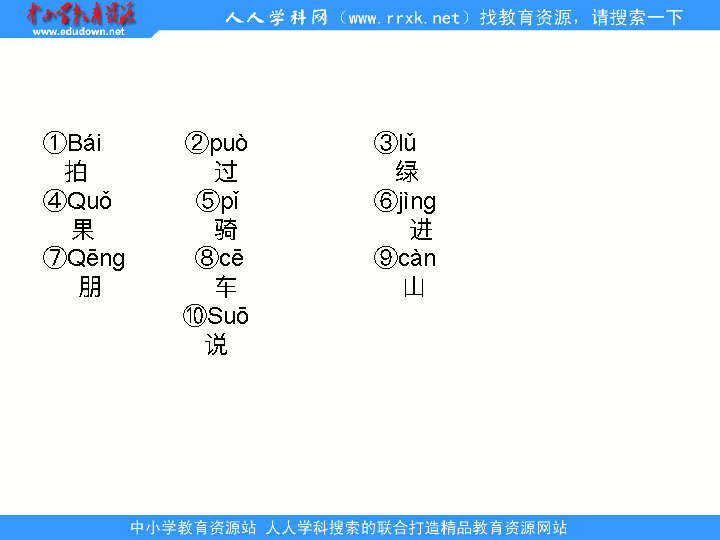 中小学教育资源
www.edudown.net
人人学科网（www.rrxk.net）找教育资源，请搜索一下
①Bái ②può ③lǔ
拍 过 绿
④Quǒ ⑤pǐ ⑥jìng
果 骑 进
⑦Qēng ⑧cē ⑨càn
朋 车 山
⑩Suō
说
中小学教育资源站 人人学科搜索的联合打造精品教育资源网站